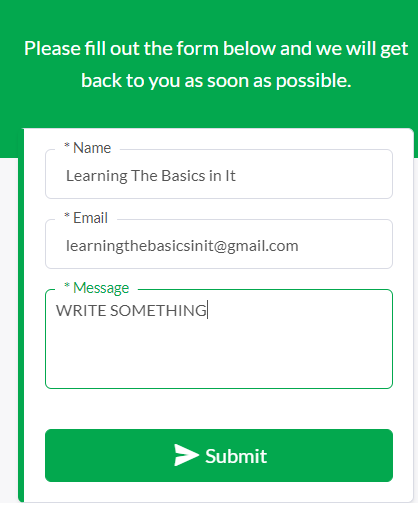 Please fill out the form below and we will get
back to you as soon as possible.
* Name
Learning The Basics in It
* Email
learningthebasicsinit@gmail.com
* Message
WRITE SOMETHING
Submit